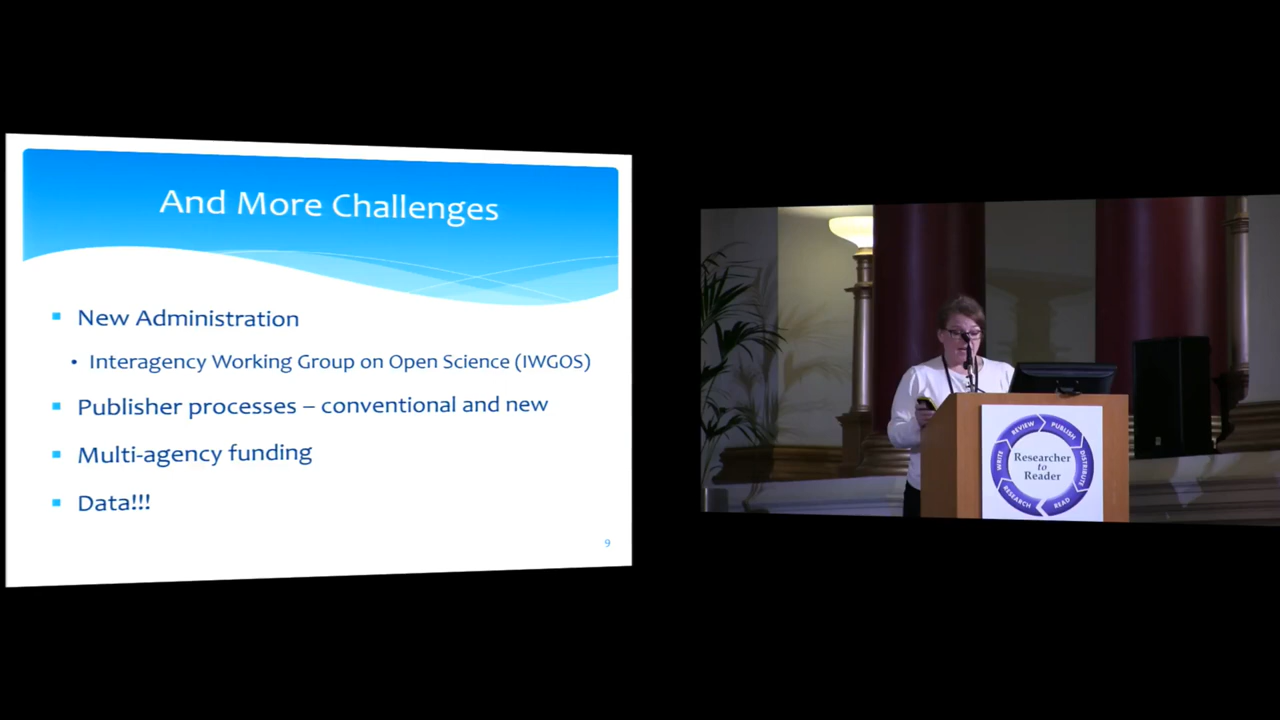 And More Challenges
New Administration
Interagency Working Group on Open Science (IWGOS)
Publisher processes – conventional and new
Multi-agency funding
Data!!!
9
Researcher
to
Reader
REVIEW
PUBLISH
DISTRIBUTE
READ
RESEARCH
WRITE